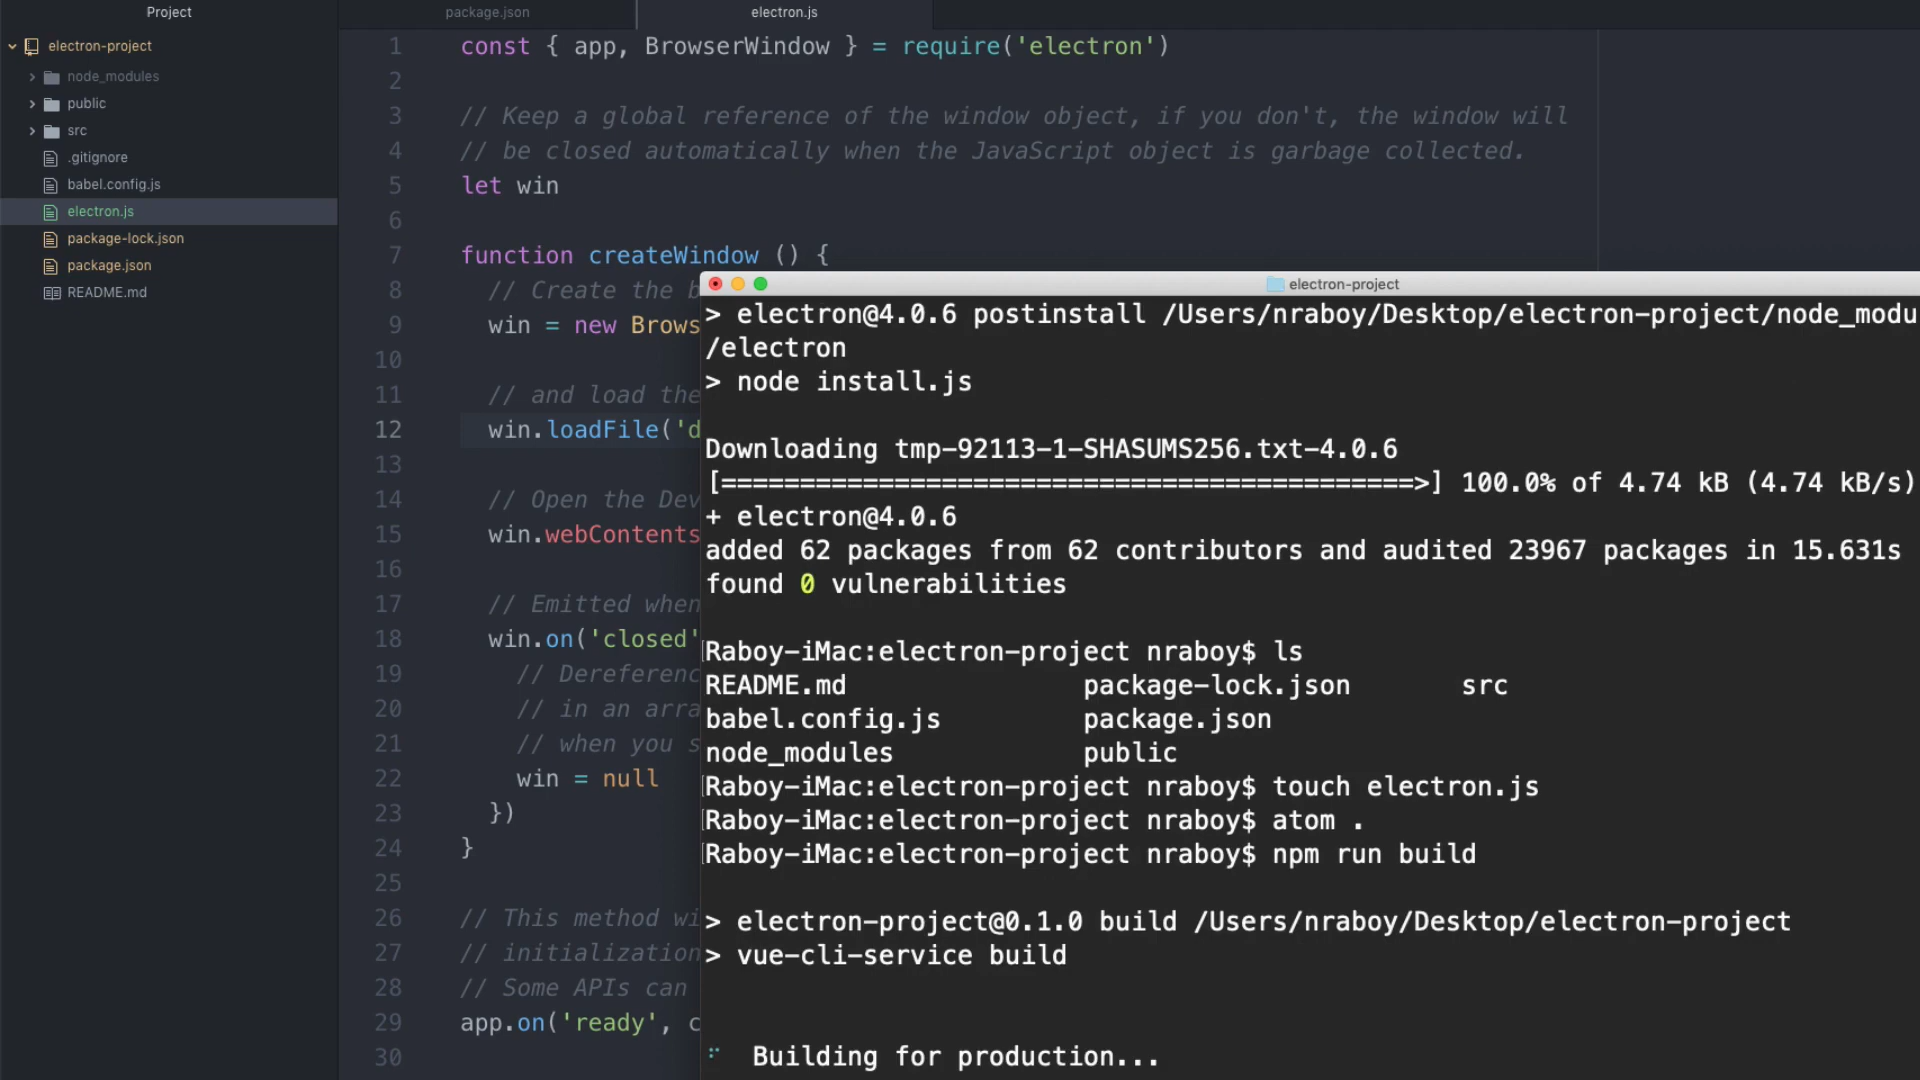 Project
electron-project
node_modules
public
src
.gitignore
babel.config.js
electron.js
package-lock.json
package.json
README.md
package.json
electron.js
1 const { app, BrowserWindow } = require('electron')
2
3 // Keep a global reference of the window object, if you don't, the window will
4 // be closed automatically when the JavaScript object is garbage collected.
5 let win
6
7 function createWindow () {
8 // Create the b
9 win = new Brows
10
11 // and load the
12 win.loadFile('d
13
14 // Open the Dev
15 win.webContents
16
17 // Emitted when
18 win.on('closed'
19 // Dereferenc
20 // in an arra
21 // when you s
22 win = null
23 })
24 }
25
26 // This method wi
27 // initialization
28 // Some APIs can
29 app.on('ready', c
30
electron-project
> electron@4.0.6 postinstall /Users/nraboy/Desktop/electron-project/node_modu
/electron
> node install.js
Downloading tmp-92113-1-SHASUMS256.txt-4.0.6
[============================================>] 100.0% of 4.74 kB (4.74 kB/s)
+ electron@4.0.6
added 62 packages from 62 contributors and audited 23967 packages in 15.631s
found 0 vulnerabilities
Raboy-iMac:electron-project nraboy$ ls
README.md package-lock.json src
babel.config.js package.json
node_modules public
Raboy-iMac:electron-project nraboy$ touch electron.js
Raboy-iMac:electron-project nraboy$ atom .
Raboy-iMac:electron-project nraboy$ npm run build
> electron-project@0.1.0 build /Users/nraboy/Desktop/electron-project
> vue-cli-service build
Building for production...